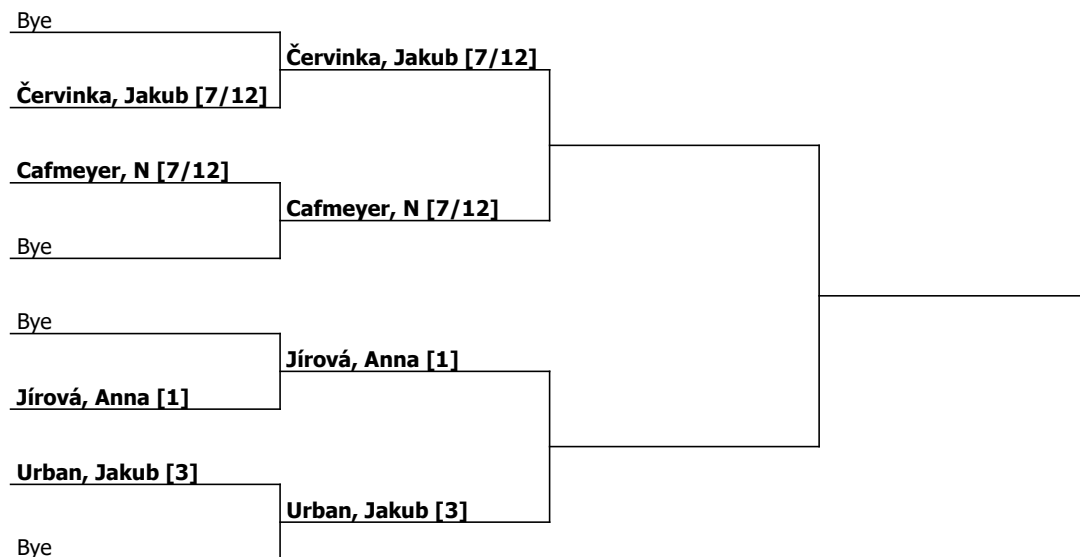 Bye
Červinka, Jakub [7/12]
Červinka, Jakub [7/12]
Cafmeyer, N [7/12]
Cafmeyer, N [7/12]
Bye
Bye
Jírová, Anna [1]
Jírová, Anna [1]
Urban, Jakub [3]
Urban, Jakub [3]
Bye